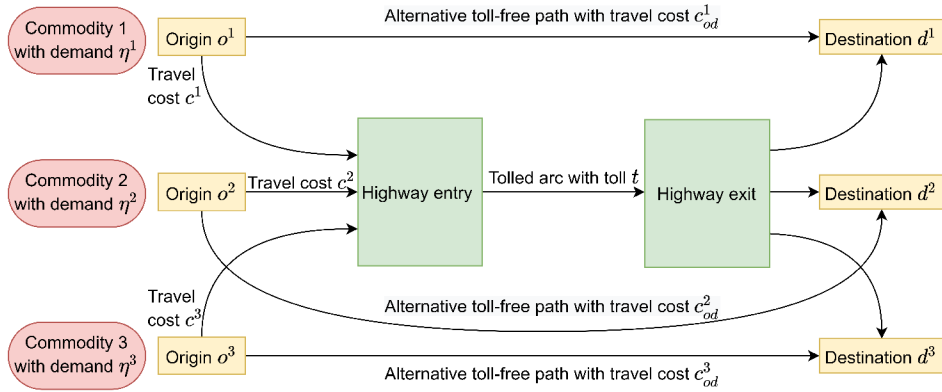 Commodity 1
with demand η¹
Origin o¹
Alternative toll-free path with travel cost c¹_od
Destination d¹
Travel
cost c¹
Commodity 2
with demand η²
Origin o²
Travel cost c²
Highway entry
Tolled arc with toll t
Highway exit
Destination d²
Travel
cost c³
Alternative toll-free path with travel cost c²_od
Commodity 3
with demand η³
Origin o³
Alternative toll-free path with travel cost c³_od
Destination d³